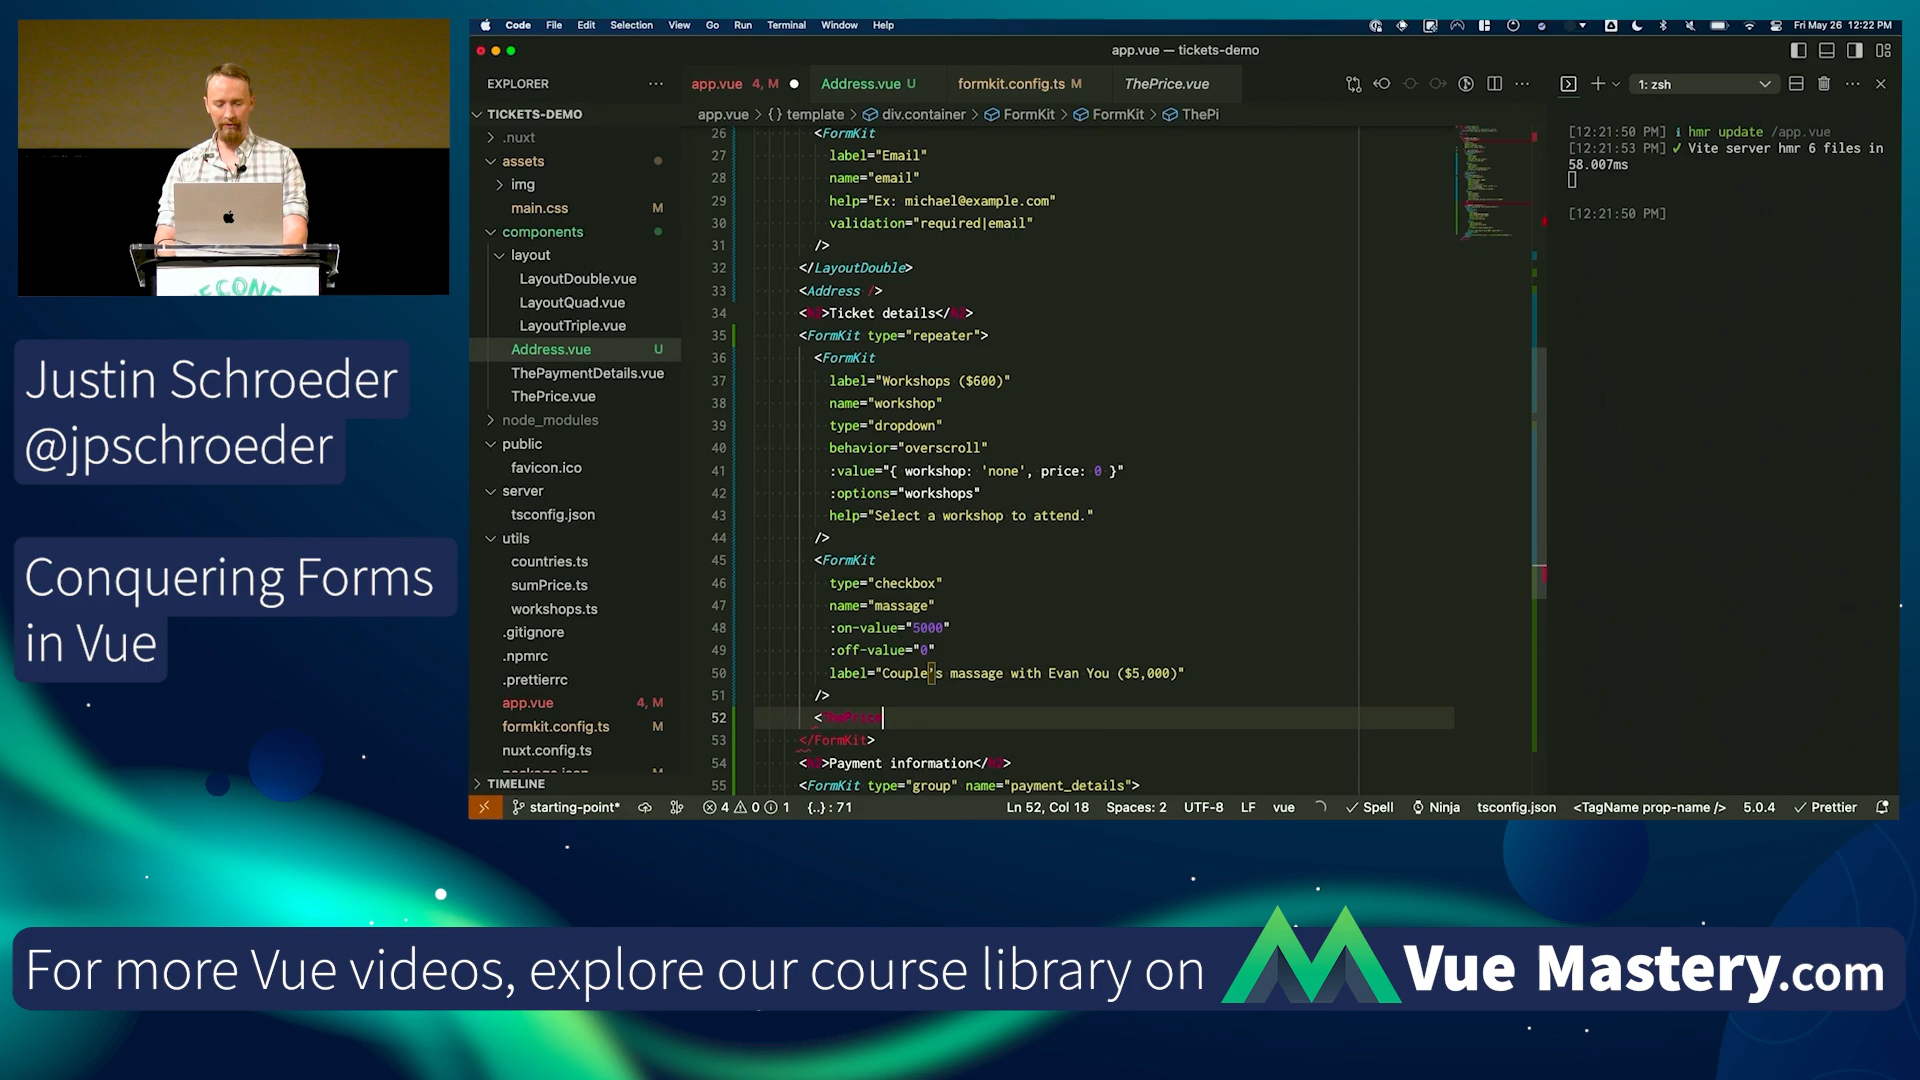 Code File Edit Selection View Go Run Terminal Window Help
Fri May 26 12:22 PM
app.vue — tickets-demo
EXPLORER
TICKETS-DEMO
.nuxt
assets
img
main.css M
components
layout
LayoutDouble.vue
LayoutQuad.vue
LayoutTriple.vue
Address.vue U
ThePaymentDetails.vue
ThePrice.vue
node_modules
public
favicon.ico
server
tsconfig.json
utils
countries.ts
sumPrice.ts
workshops.ts
.gitignore
.npmrc
.prettierrc
app.vue 4, M
formkit.config.ts M
nuxt.config.ts
TIMELINE
app.vue 4, M Address.vue U formkit.config.ts M ThePrice.vue
app.vue > {} template > div.container > FormKit > FormKit > ThePri
26 <FormKit
27 label="Email"
28 name="email"
29 help="Ex: michael@example.com"
30 validation="required|email"
31 />
32 </LayoutDouble>
33 <Address />
34 <h2>Ticket details</h2>
35 <FormKit type="repeater">
36 <FormKit
37 label="Workshops ($600)"
38 name="workshop"
39 type="dropdown"
40 behavior="overscroll"
41 :value="{ workshop: 'none', price: 0 }"
42 :options="workshops"
43 help="Select a workshop to attend."
44 />
45 <FormKit
46 type="checkbox"
47 name="massage"
48 :on-value="5000"
49 :off-value="0"
50 label="Couple's massage with Evan You ($5,000)"
51 />
52 <ThePrice
53 </FormKit>
54 <h2>Payment information</h2>
55 <FormKit type="group" name="payment_details">
1: zsh
[12:21:50 PM] ℹ hmr update /app.vue
[12:21:53 PM] ✓ Vite server hmr 6 files in
58.007ms
[12:21:50 PM]
starting-point* 4 0 1 {..} : 71 Ln 52, Col 18 Spaces: 2 UTF-8 LF vue Spell Ninja tsconfig.json <TagName prop-name /> 5.0.4 Prettier
Justin Schroeder
@jpschroeder
Conquering Forms
in Vue
For more Vue videos, explore our course library on Vue Mastery.com